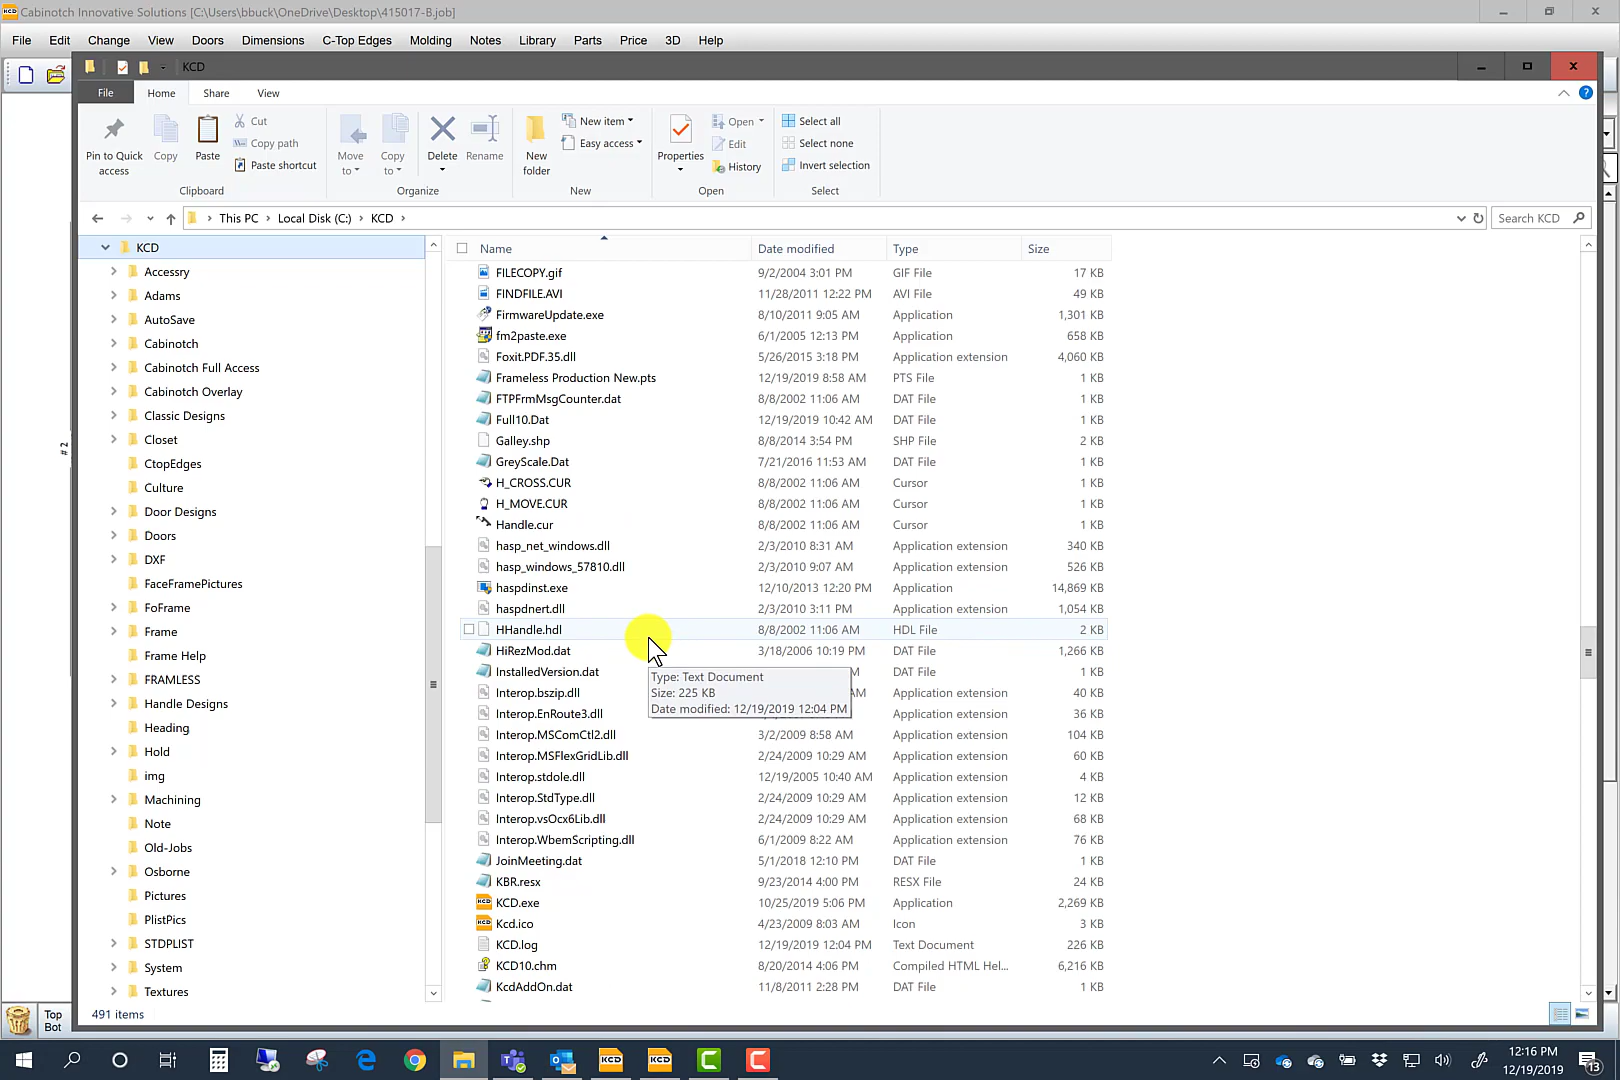 Cabinotch Innovative Solutions [C:\Users\bbuck\OneDrive\Desktop\415017-B.job]
File Edit Change View Doors Dimensions C-Top Edges Molding Notes Library Parts Price 3D Help
KCD
File Home Share View
Pin to Quick access
Copy
Paste
Cut
Copy path
Paste shortcut
Clipboard
Move to
Copy to
Delete
Rename
Organize
New folder
New item
Easy access
New
Properties
Open
Edit
History
Open
Select all
Select none
Invert selection
Select
This PC > Local Disk (C:) > KCD >
Search KCD
KCD
Accessry
Adams
AutoSave
Cabinotch
Cabinotch Full Access
Cabinotch Overlay
Classic Designs
Closet
CtopEdges
Culture
Door Designs
Doors
DXF
FaceFramePictures
FoFrame
Frame
Frame Help
FRAMLESS
Handle Designs
Heading
Hold
img
Machining
Note
Old-Jobs
Osborne
Pictures
PlistPics
STDPLIST
System
Textures
Name Date modified Type Size
FILECOPY.gif 9/2/2004 3:01 PM GIF File 17 KB
FINDFILE.AVI 11/28/2011 12:22 PM AVI File 49 KB
FirmwareUpdate.exe 8/10/2011 9:05 AM Application 1,301 KB
fm2paste.exe 6/1/2005 12:13 PM Application 658 KB
Foxit.PDF.35.dll 5/26/2015 3:18 PM Application extension 4,060 KB
Frameless Production New.pts 12/19/2019 8:58 AM PTS File 1 KB
FTPFrmMsgCounter.dat 8/8/2002 11:06 AM DAT File 1 KB
Full10.Dat 12/19/2019 10:42 AM DAT File 1 KB
Galley.shp 8/8/2014 3:54 PM SHP File 2 KB
GreyScale.Dat 7/21/2016 11:53 AM DAT File 1 KB
H_CROSS.CUR 8/8/2002 11:06 AM Cursor 1 KB
H_MOVE.CUR 8/8/2002 11:06 AM Cursor 1 KB
Handle.cur 8/8/2002 11:06 AM Cursor 1 KB
hasp_net_windows.dll 2/3/2010 8:31 AM Application extension 340 KB
hasp_windows_57810.dll 2/3/2010 9:07 AM Application extension 526 KB
haspdinst.exe 12/10/2013 12:20 PM Application 14,869 KB
haspdnert.dll 2/3/2010 3:11 PM Application extension 1,054 KB
HHandle.hdl 8/8/2002 11:06 AM HDL File 2 KB
HiRezMod.dat 3/18/2006 10:19 PM DAT File 1,266 KB
InstalledVersion.dat M DAT File 1 KB
Interop.bszip.dll AM Application extension 40 KB
Interop.EnRoute3.dll Application extension 36 KB
Interop.MSComCtl2.dll 3/2/2009 8:58 AM Application extension 104 KB
Interop.MSFlexGridLib.dll 2/24/2009 10:29 AM Application extension 60 KB
Interop.stdole.dll 12/19/2005 10:40 AM Application extension 4 KB
Interop.StdType.dll 2/24/2009 10:29 AM Application extension 12 KB
Interop.vsOcx6Lib.dll 2/24/2009 10:29 AM Application extension 68 KB
Interop.WbemScripting.dll 6/1/2009 8:22 AM Application extension 76 KB
JoinMeeting.dat 5/1/2018 12:10 PM DAT File 1 KB
KBR.resx 9/23/2014 4:00 PM RESX File 24 KB
KCD.exe 10/25/2019 5:06 PM Application 2,269 KB
Kcd.ico 4/23/2009 8:03 AM Icon 3 KB
KCD.log 12/19/2019 12:04 PM Text Document 226 KB
KCD10.chm 8/20/2014 4:06 PM Compiled HTML Hel... 6,216 KB
KcdAddOn.dat 11/8/2011 2:28 PM DAT File 1 KB
Type: Text Document
Size: 225 KB
Date modified: 12/19/2019 12:04 PM
491 items
# 2
Top
Bot
KCD
KCD
12:16 PM
12/19/2019
13